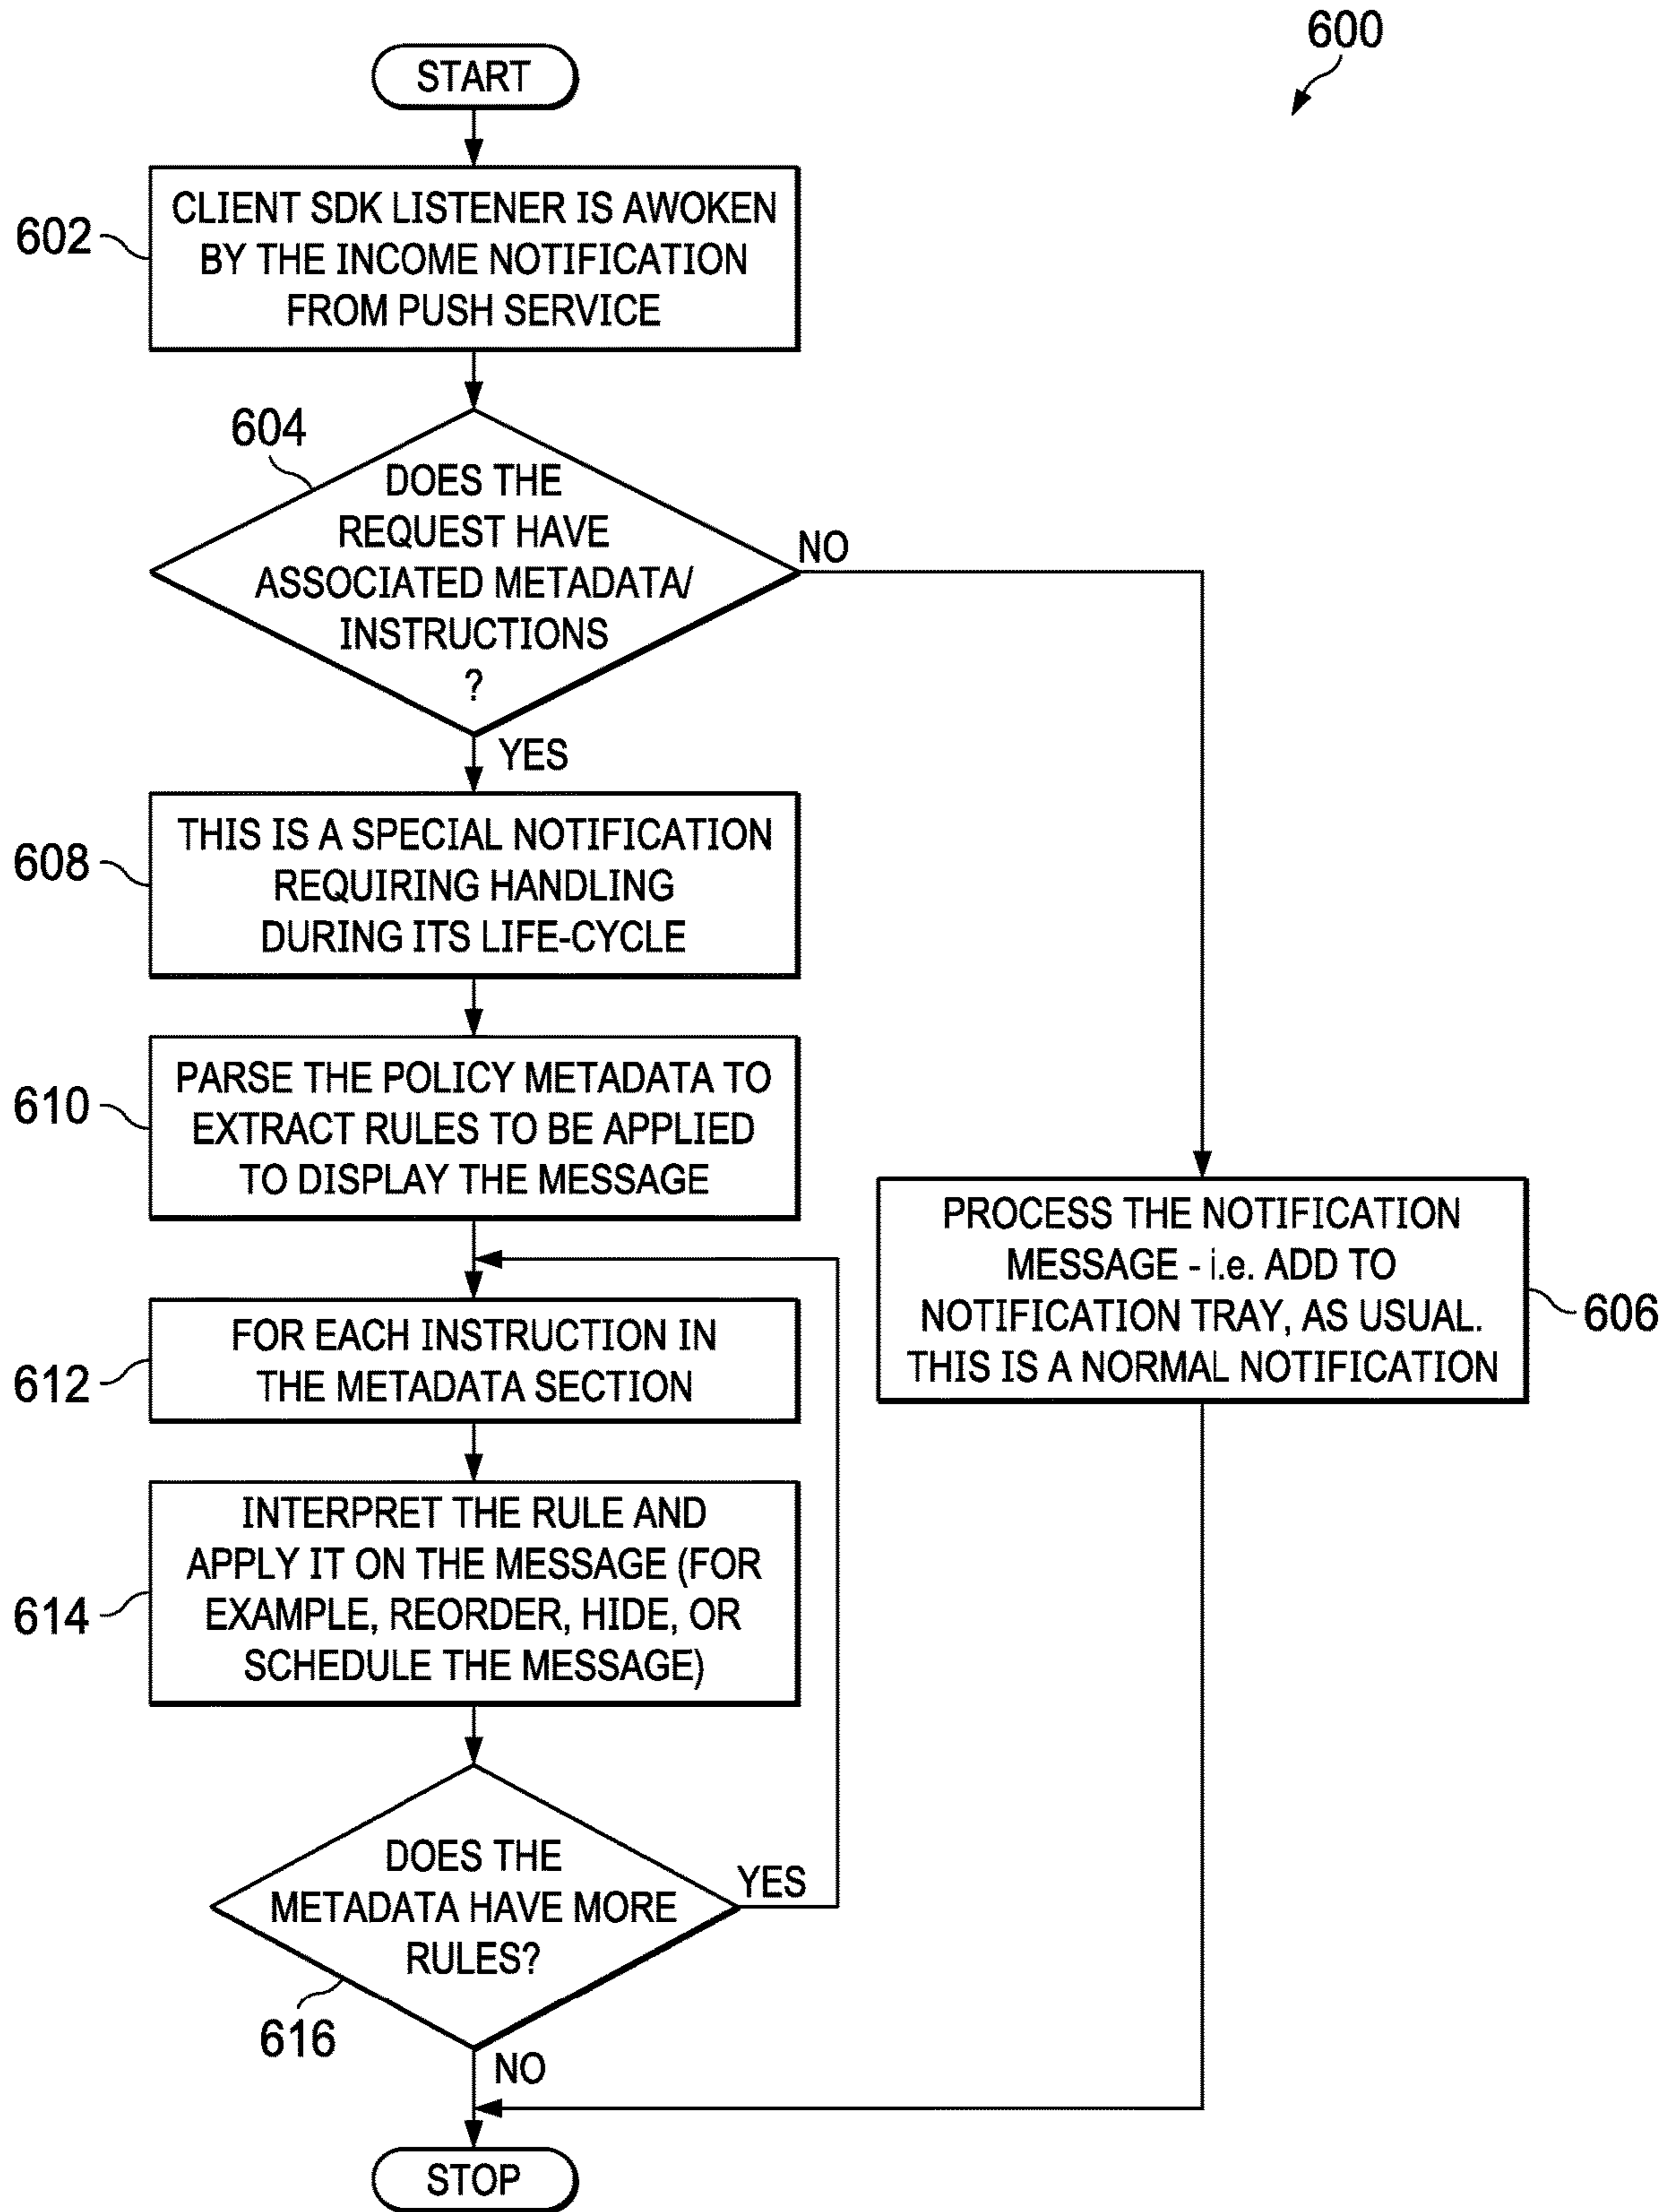 600
START
602
CLIENT SDK LISTENER IS AWOKEN
BY THE INCOME NOTIFICATION
FROM PUSH SERVICE
604
DOES THE
REQUEST HAVE
ASSOCIATED METADATA/
INSTRUCTIONS
?
NO
YES
608
THIS IS A SPECIAL NOTIFICATION
REQUIRING HANDLING
DURING ITS LIFE-CYCLE
610
PARSE THE POLICY METADATA TO
EXTRACT RULES TO BE APPLIED
TO DISPLAY THE MESSAGE
PROCESS THE NOTIFICATION
MESSAGE - i.e. ADD TO
NOTIFICATION TRAY, AS USUAL.
THIS IS A NORMAL NOTIFICATION
606
612
FOR EACH INSTRUCTION IN
THE METADATA SECTION
614
INTERPRET THE RULE AND
APPLY IT ON THE MESSAGE (FOR
EXAMPLE, REORDER, HIDE, OR
SCHEDULE THE MESSAGE)
DOES THE
METADATA HAVE MORE
RULES?
YES
616
NO
STOP